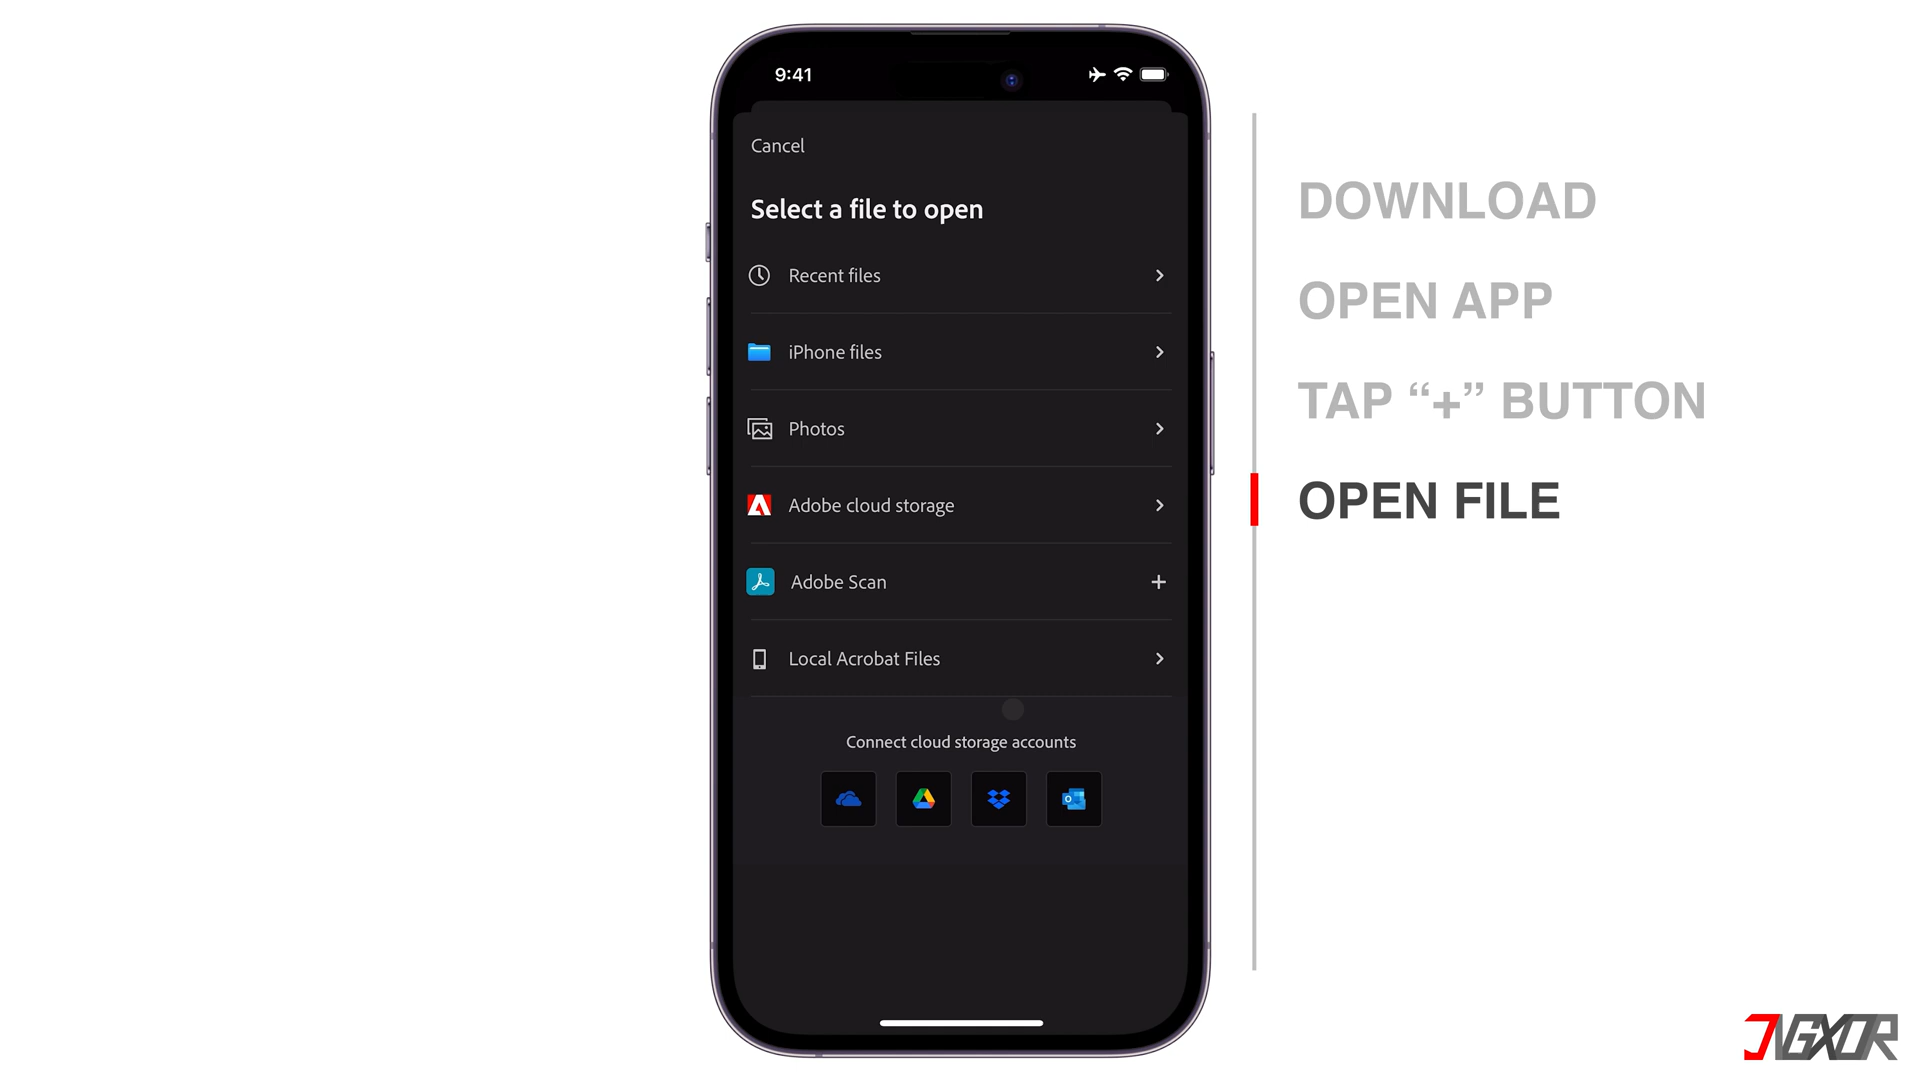 9:41
Cancel
Select a file to open
Recent files
iPhone files
Photos
Adobe cloud storage
Adobe Scan
Local Acrobat Files
Connect cloud storage accounts
DOWNLOAD
OPEN APP
TAP “+” BUTTON
OPEN FILE
JVGXOR